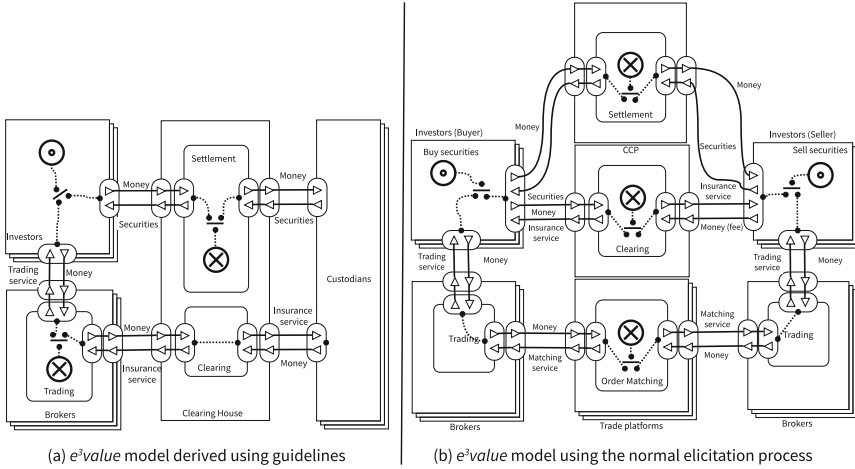 Settlement
Money
Money
Securities
Securities
Investors
Trading
service
Money
Custodians
Insurance
service
Money
Insurance
service
Clearing
Money
Trading
Brokers
Clearing House
(a) e³value model derived using guidelines
Settlement
CCP
Money
Money
Investors (Buyer)
Buy securities
Securities
Securities
Investors (Seller)
Sell securities
Money
Insurance
service
Insurance
service
Money (fee)
Clearing
Trading
service
Money
Trading
service
Money
Trading
Money
Matching
service
Matching
service
Money
Order Matching
Trading
Brokers
Trade platforms
Brokers
(b) e³value model using the normal elicitation process